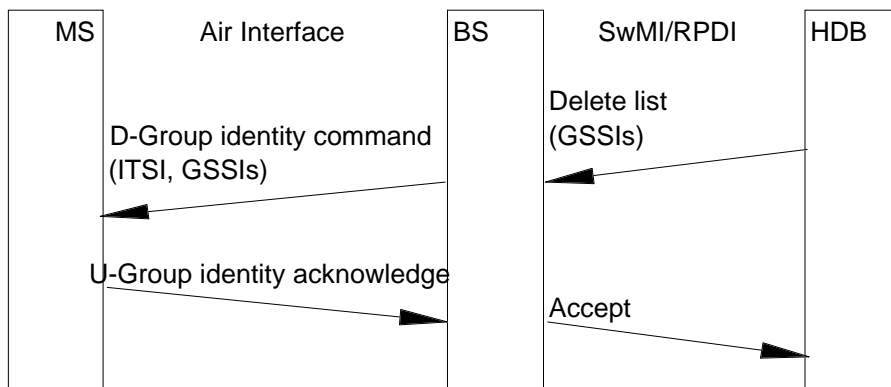 MS
Air Interface
BS
SwMI/RPDI
HDB
Delete list
(GSSIs)
D-Group identity command
(ITSI, GSSIs)
U-Group identity acknowledge
Accept